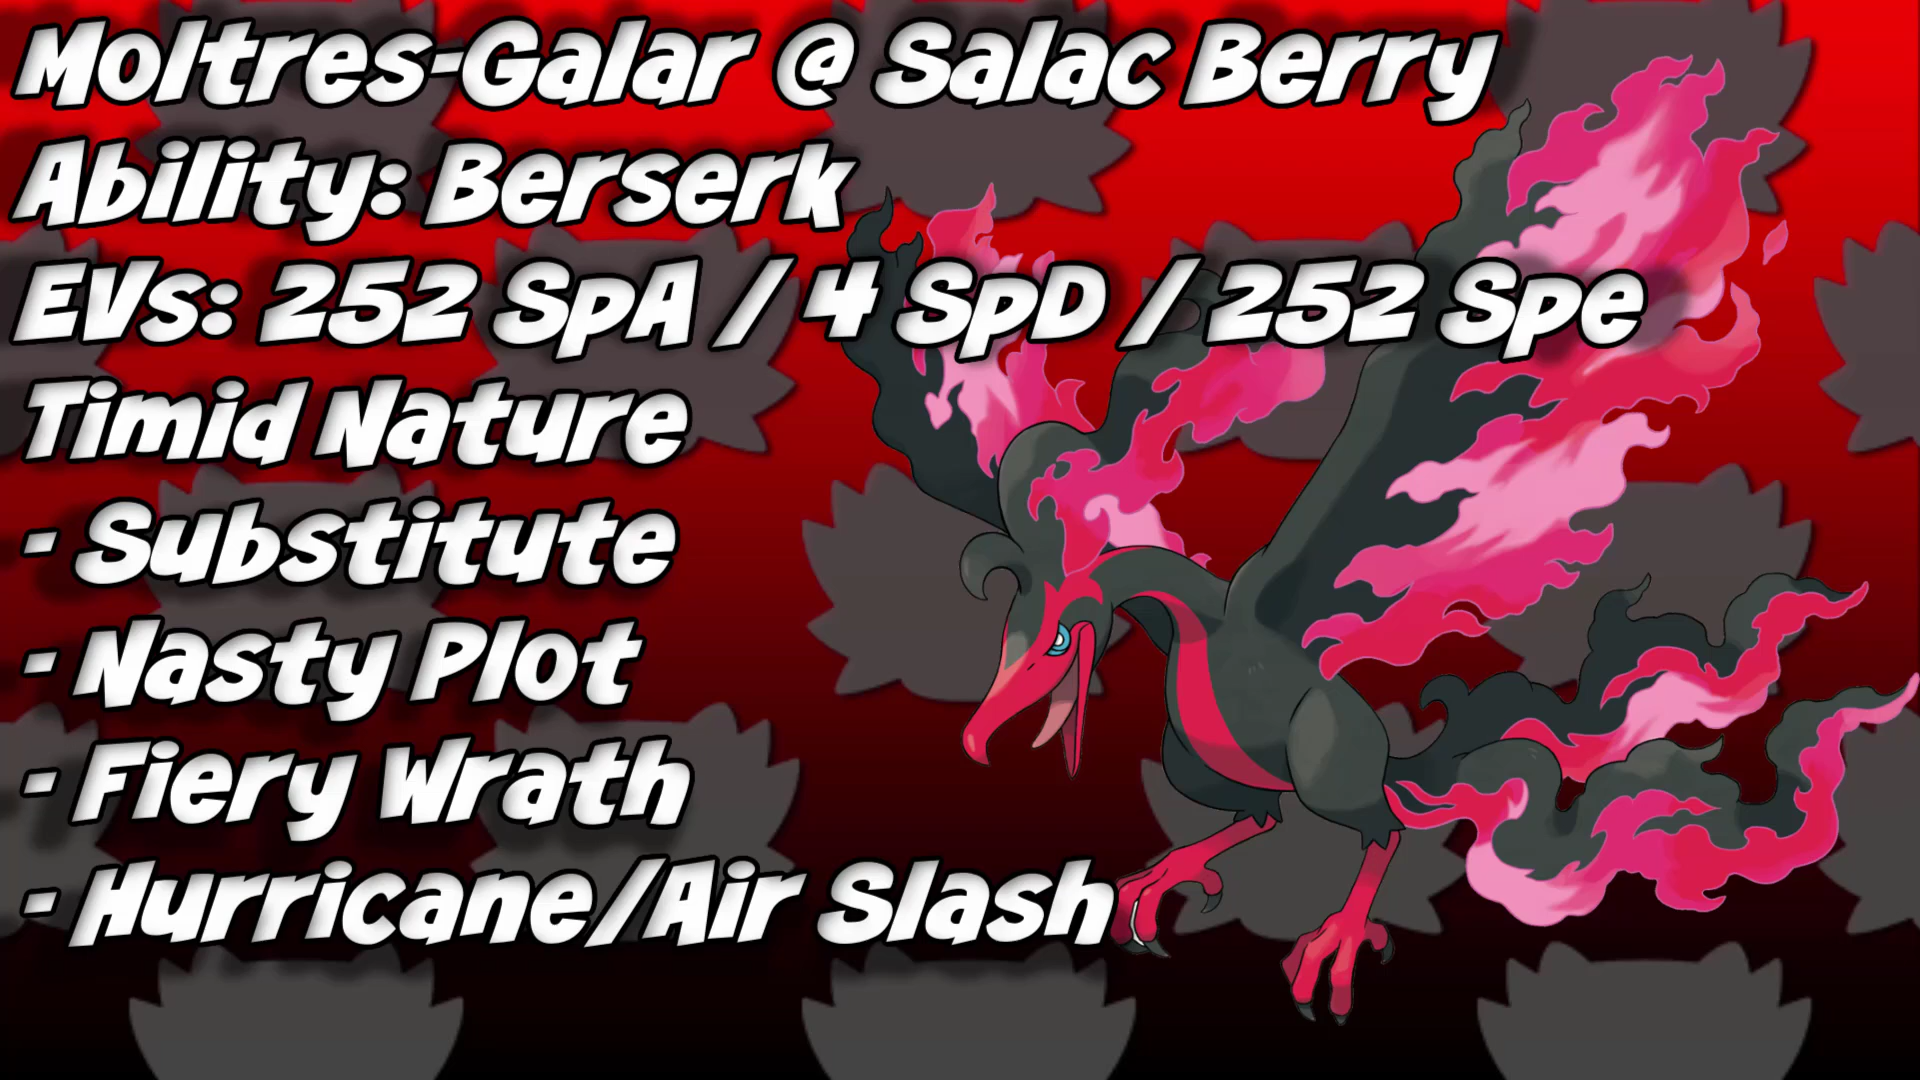 Moltres-Galar @ Salac Berry
Ability: Berserk
EVs: 252 SpA / 4 SpD / 252 Spe
Timid Nature
- Substitute
- Nasty Plot
- Fiery Wrath
- Hurricane/Air Slash